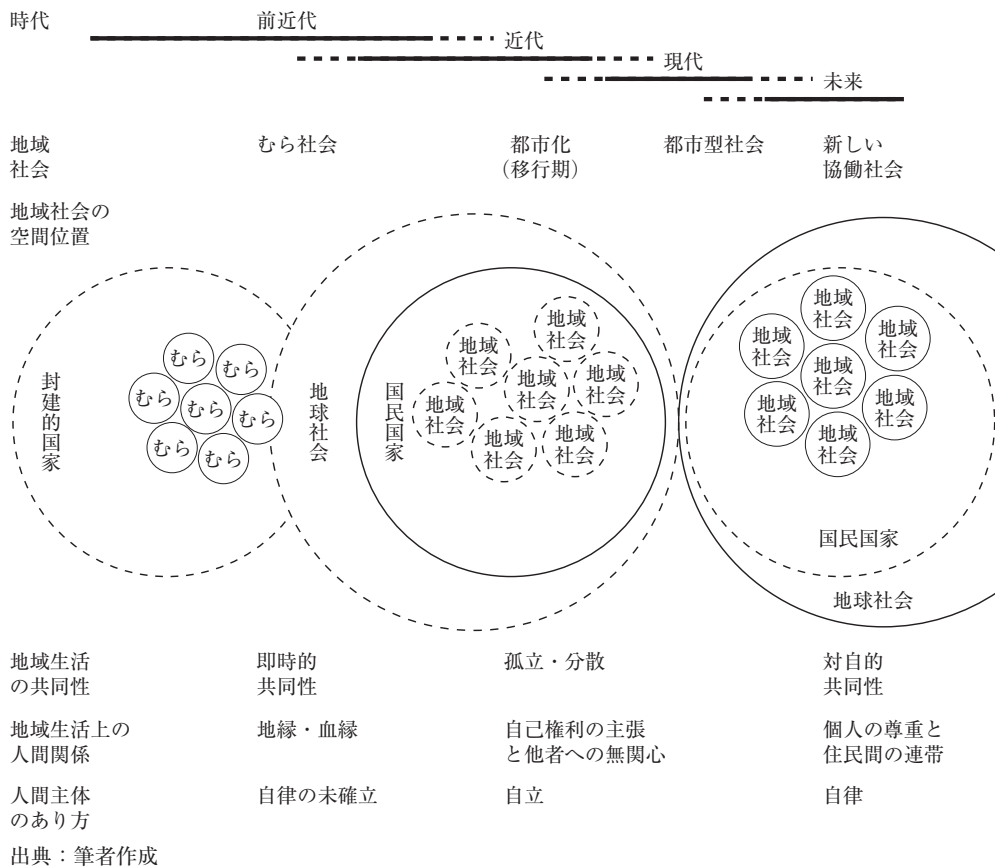 時代
前近代
近代
現代
未来
地域
社会
むら社会
都市化
(移行期)
都市型社会
新しい
協働社会
地域社会の
空間位置
封建的国家
むら
むら
むら
むら
むら
むら
むら
地球社会
国民国家
地域
社会
地域
社会
地域
社会
地域
社会
地域
社会
地域
社会
地域
社会
地域
社会
地域
社会
地域
社会
地域
社会
地域
社会
地域
社会
地域
社会
国民国家
地球社会
地域生活
の共同性
即時的
共同性
孤立・分散
対自的
共同性
地域生活上の
人間関係
地縁・血縁
自己権利の主張
と他者への無関心
個人の尊重と
住民間の連帯
人間主体
のあり方
自律の未確立
自立
自律
出典：筆者作成